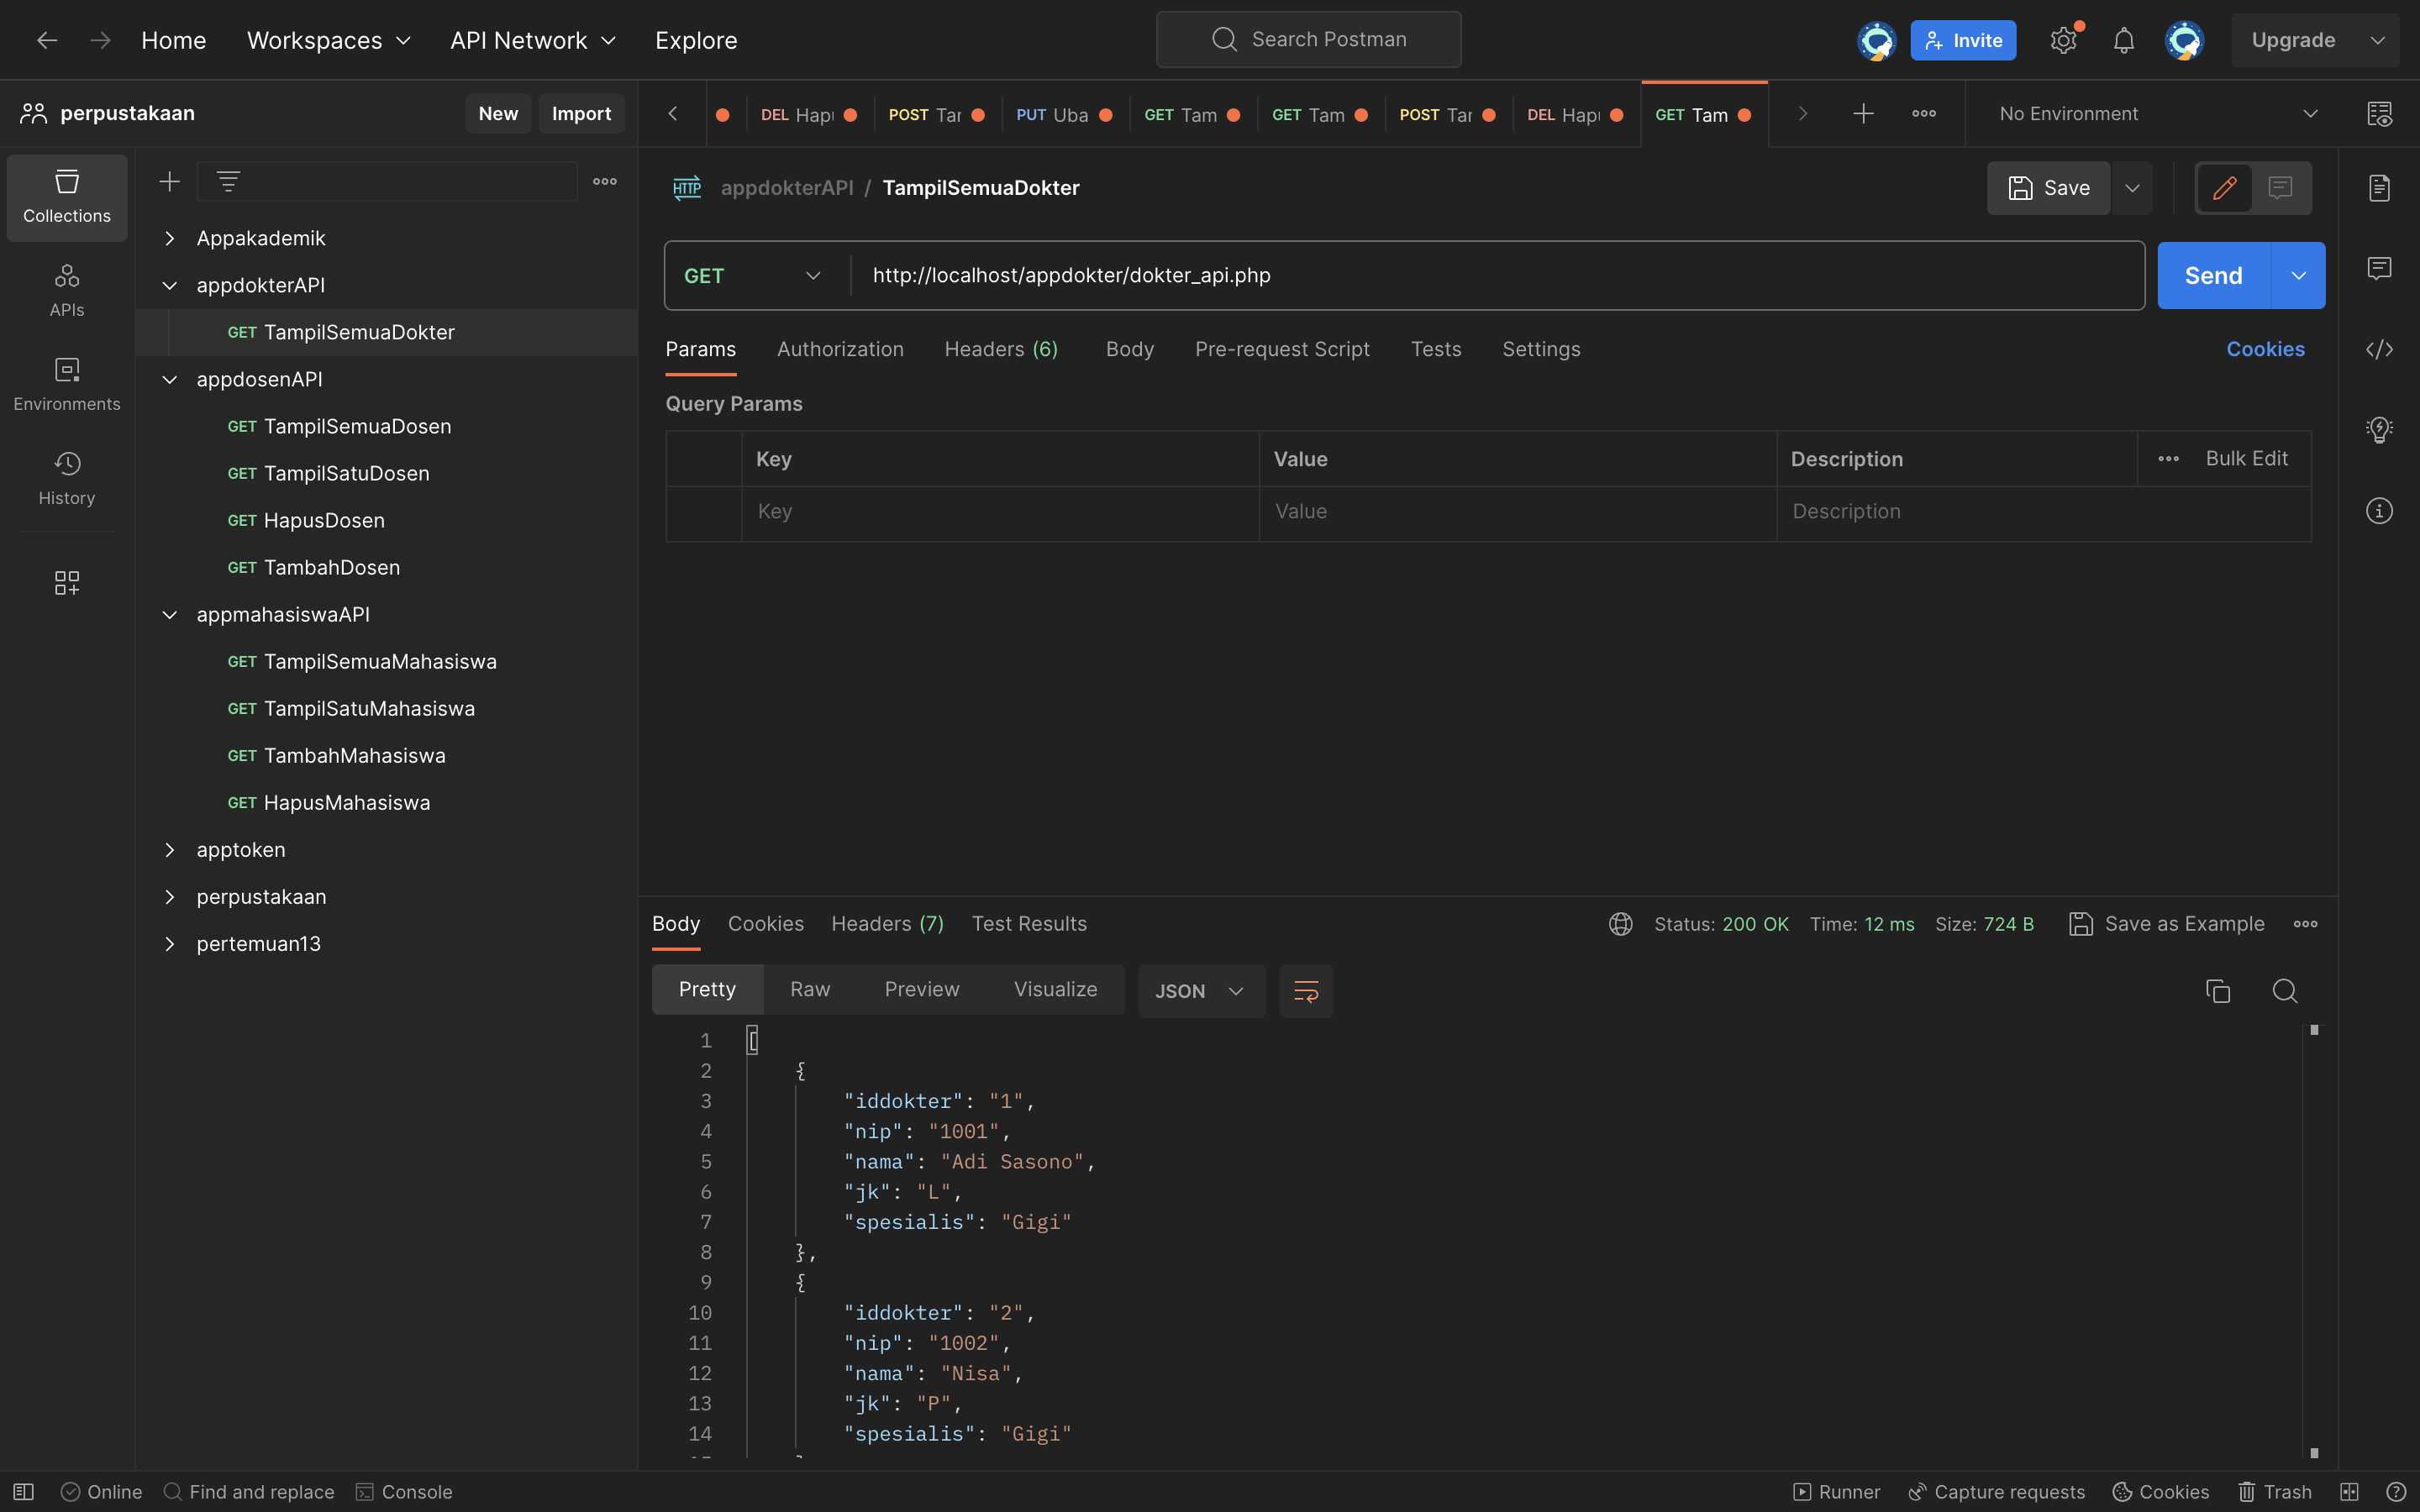 Home Workspaces API Network Explore Search Postman Invite Upgrade
perpustakaan New Import
DEL Hapu POST Tar PUT Uba GET Tam GET Tam POST Tar DEL Hapu GET Tam No Environment
Collections
APIs
Environments
History
Appakademik
appdokterAPI
GET TampilSemuaDokter
appdosenAPI
GET TampilSemuaDosen
GET TampilSatuDosen
GET HapusDosen
GET TambahDosen
appmahasiswaAPI
GET TampilSemuaMahasiswa
GET TampilSatuMahasiswa
GET TambahMahasiswa
GET HapusMahasiswa
apptoken
perpustakaan
pertemuan13
HTTP appdokterAPI / TampilSemuaDokter Save
GET http://localhost/appdokter/dokter_api.php Send
Params Authorization Headers (6) Body Pre-request Script Tests Settings Cookies
Query Params
Key Value Description Bulk Edit
Key Value Description
Body Cookies Headers (7) Test Results Status: 200 OK Time: 12 ms Size: 724 B Save as Example
Pretty Raw Preview Visualize JSON
1 [
2 {
3 "iddokter": "1",
4 "nip": "1001",
5 "nama": "Adi Sasono",
6 "jk": "L",
7 "spesialis": "Gigi"
8 },
9 {
10 "iddokter": "2",
11 "nip": "1002",
12 "nama": "Nisa",
13 "jk": "P",
14 "spesialis": "Gigi"
Online Find and replace Console Runner Capture requests Cookies Trash